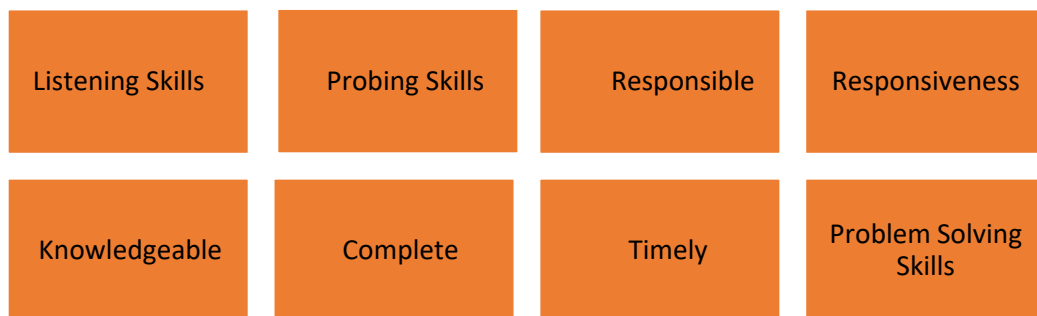 Listening Skills
Probing Skills
Responsible
Responsiveness
Knowledgeable
Complete
Timely
Problem Solving
Skills